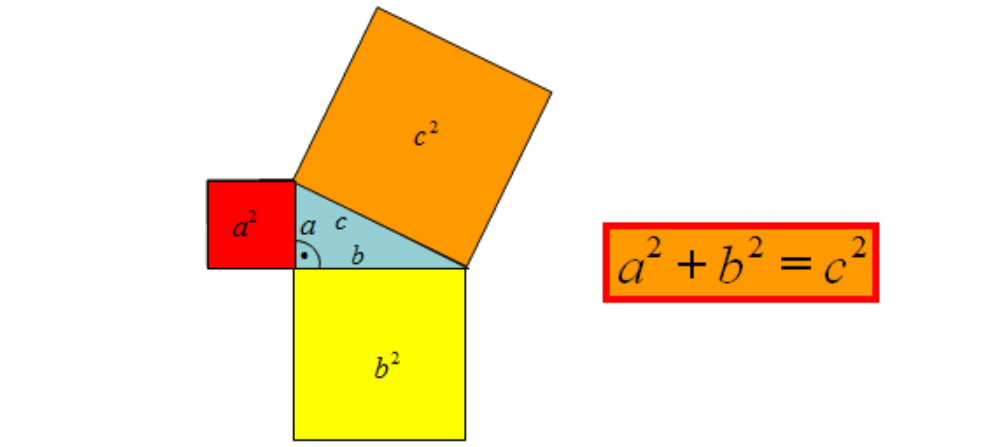 c²
a²
a
c
b
b²
a² + b² = c²